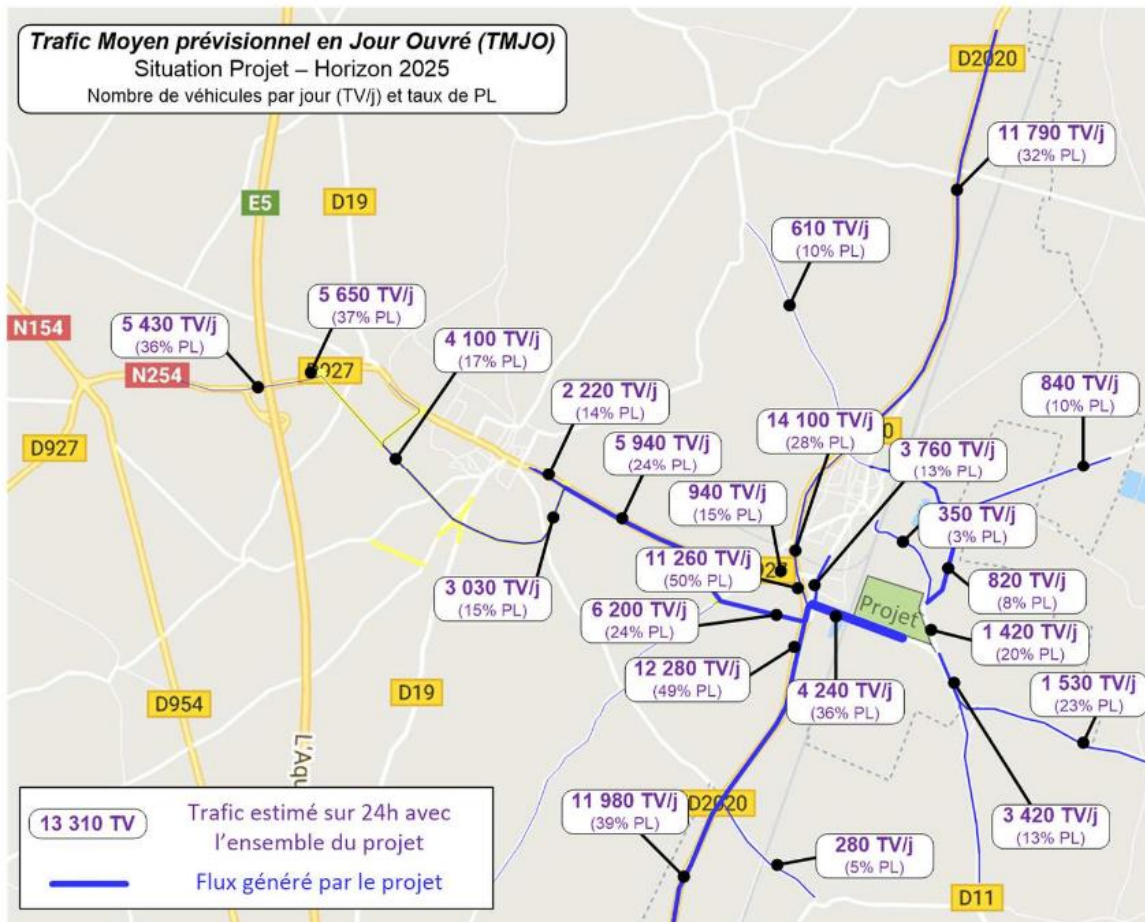 Trafic Moyen prévisionnel en Jour Ouvré (TMJO)
Situation Projet – Horizon 2025
Nombre de véhicules par jour (TV/j) et taux de PL
D2020
11 790 TV/j
(32% PL)
E5
D19
610 TV/j
(10% PL)
5 650 TV/j
(37% PL)
N154
5 430 TV/j
(36% PL)
4 100 TV/j
(17% PL)
N254
D927
2 220 TV/j
(14% PL)
840 TV/j
(10% PL)
14 100 TV/j
(28% PL)
D927
5 940 TV/j
(24% PL)
3 760 TV/j
(13% PL)
940 TV/j
(15% PL)
350 TV/j
(3% PL)
11 260 TV/j
(50% PL)
3 030 TV/j
(15% PL)
820 TV/j
(8% PL)
Projet
6 200 TV/j
(24% PL)
1 420 TV/j
(20% PL)
12 280 TV/j
(49% PL)
4 240 TV/j
(36% PL)
1 530 TV/j
(23% PL)
D19
D954
L'Aqu
11 980 TV/j
(39% PL)
D2020
3 420 TV/j
(13% PL)
280 TV/j
(5% PL)
D11
13 310 TV
Trafic estimé sur 24h avec
l'ensemble du projet
Flux généré par le projet